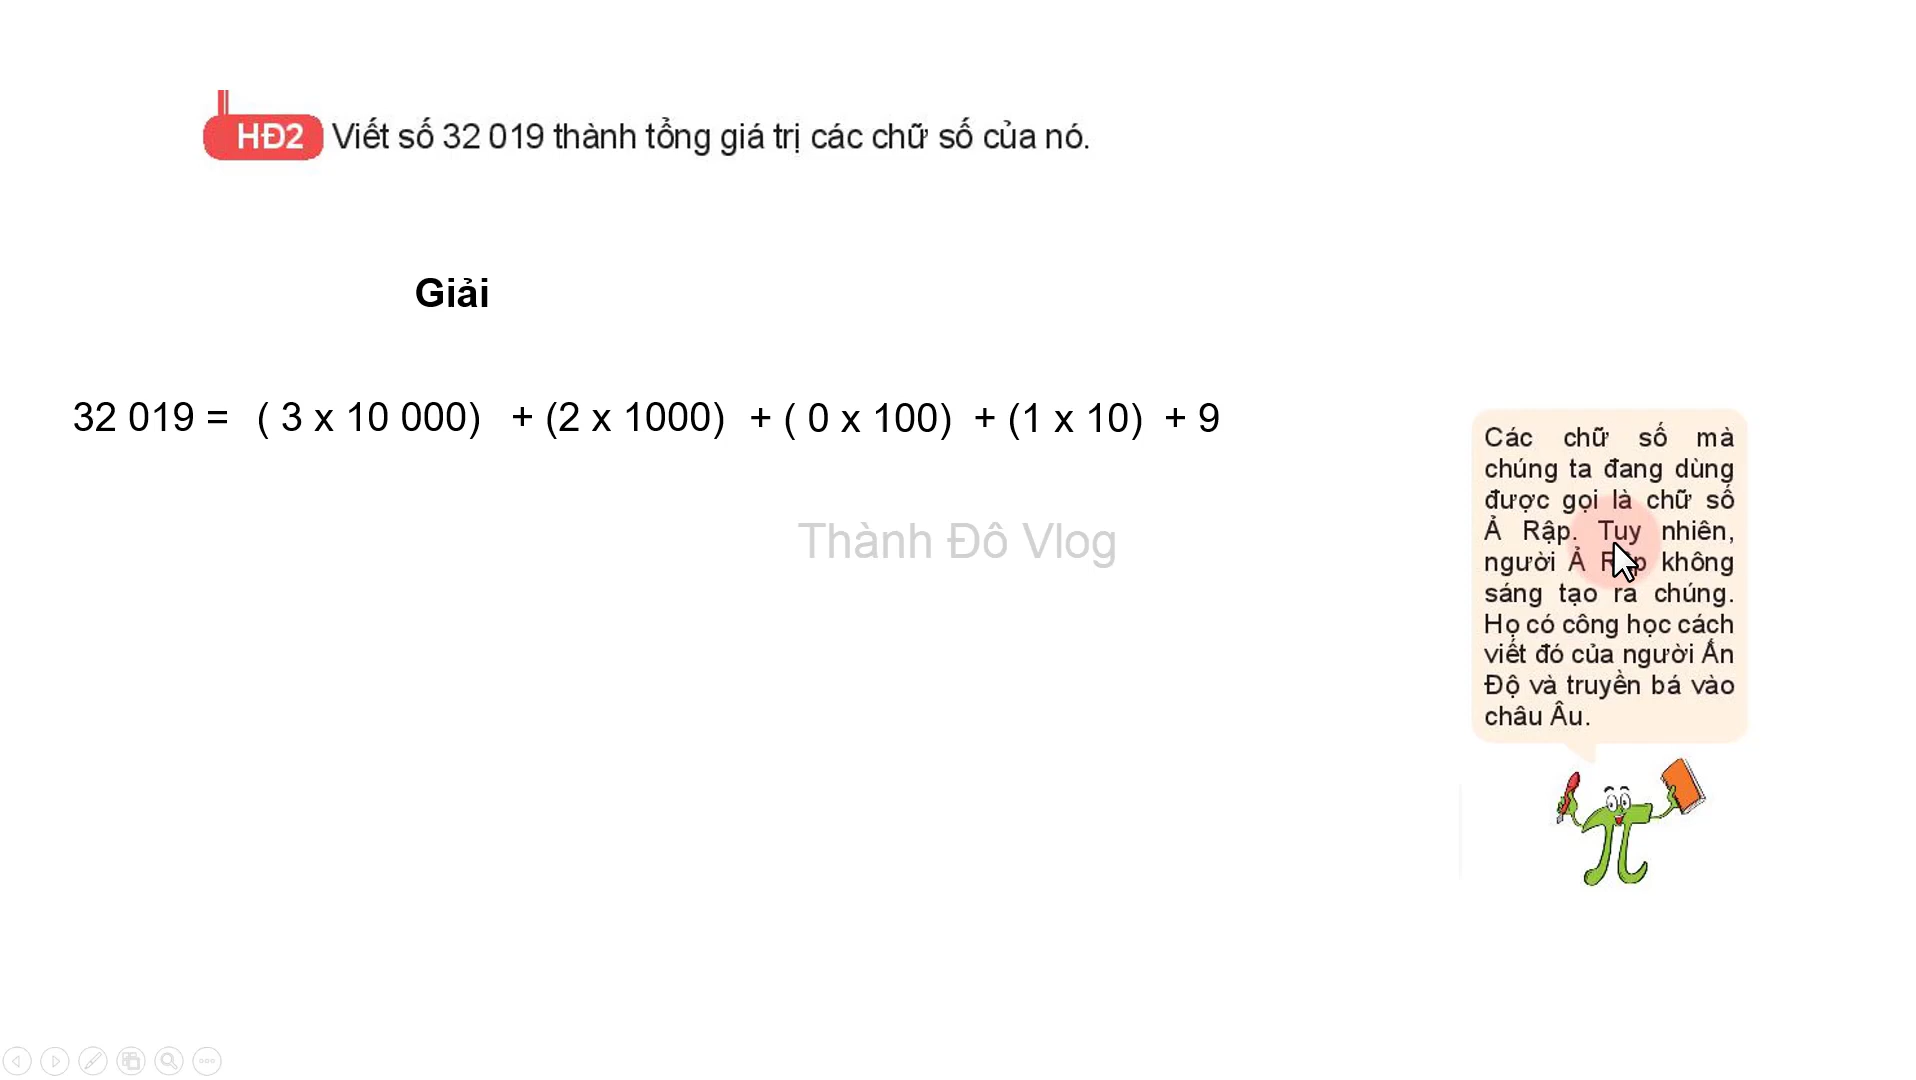 HĐ2 Viết số 32 019 thành tổng giá trị các chữ số của nó.
Giải
32 019 = ( 3 x 10 000) + (2 x 1000) + ( 0 x 100) + (1 x 10) + 9
Thành Đô Vlog
Các chữ số mà
chúng ta đang dùng
được gọi là chữ số
Ả Rập. Tuy nhiên,
người Ả Rập không
sáng tạo ra chúng.
Họ có công học cách
viết đó của người Ấn
Độ và truyền bá vào
châu Âu.